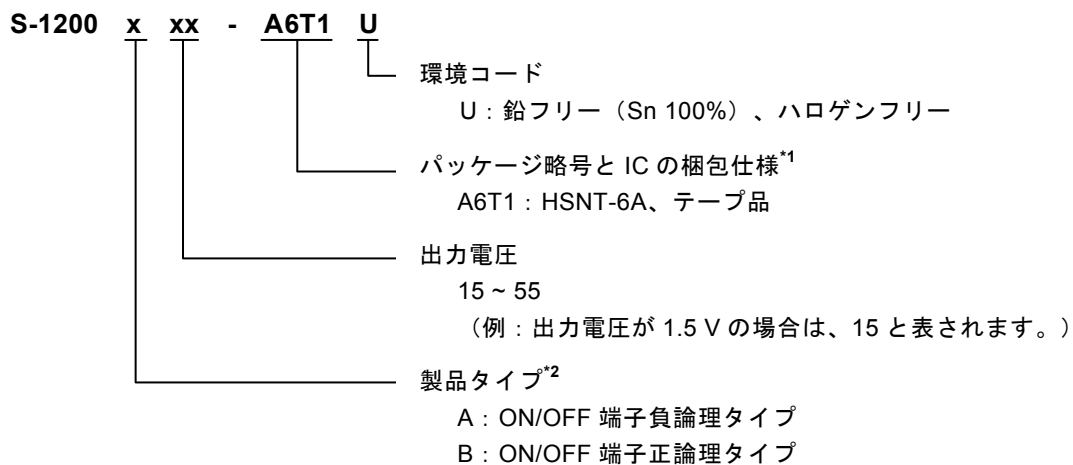 S-1200 x xx - A6T1 U
環境コード
U：鉛フリー（Sn 100%）、ハロゲンフリー
パッケージ略号と IC の梱包仕様*1
A6T1：HSNT-6A、テープ品
出力電圧
15 ~ 55
（例：出力電圧が 1.5 V の場合は、15 と表されます。）
製品タイプ*2
A：ON/OFF 端子負論理タイプ
B：ON/OFF 端子正論理タイプ